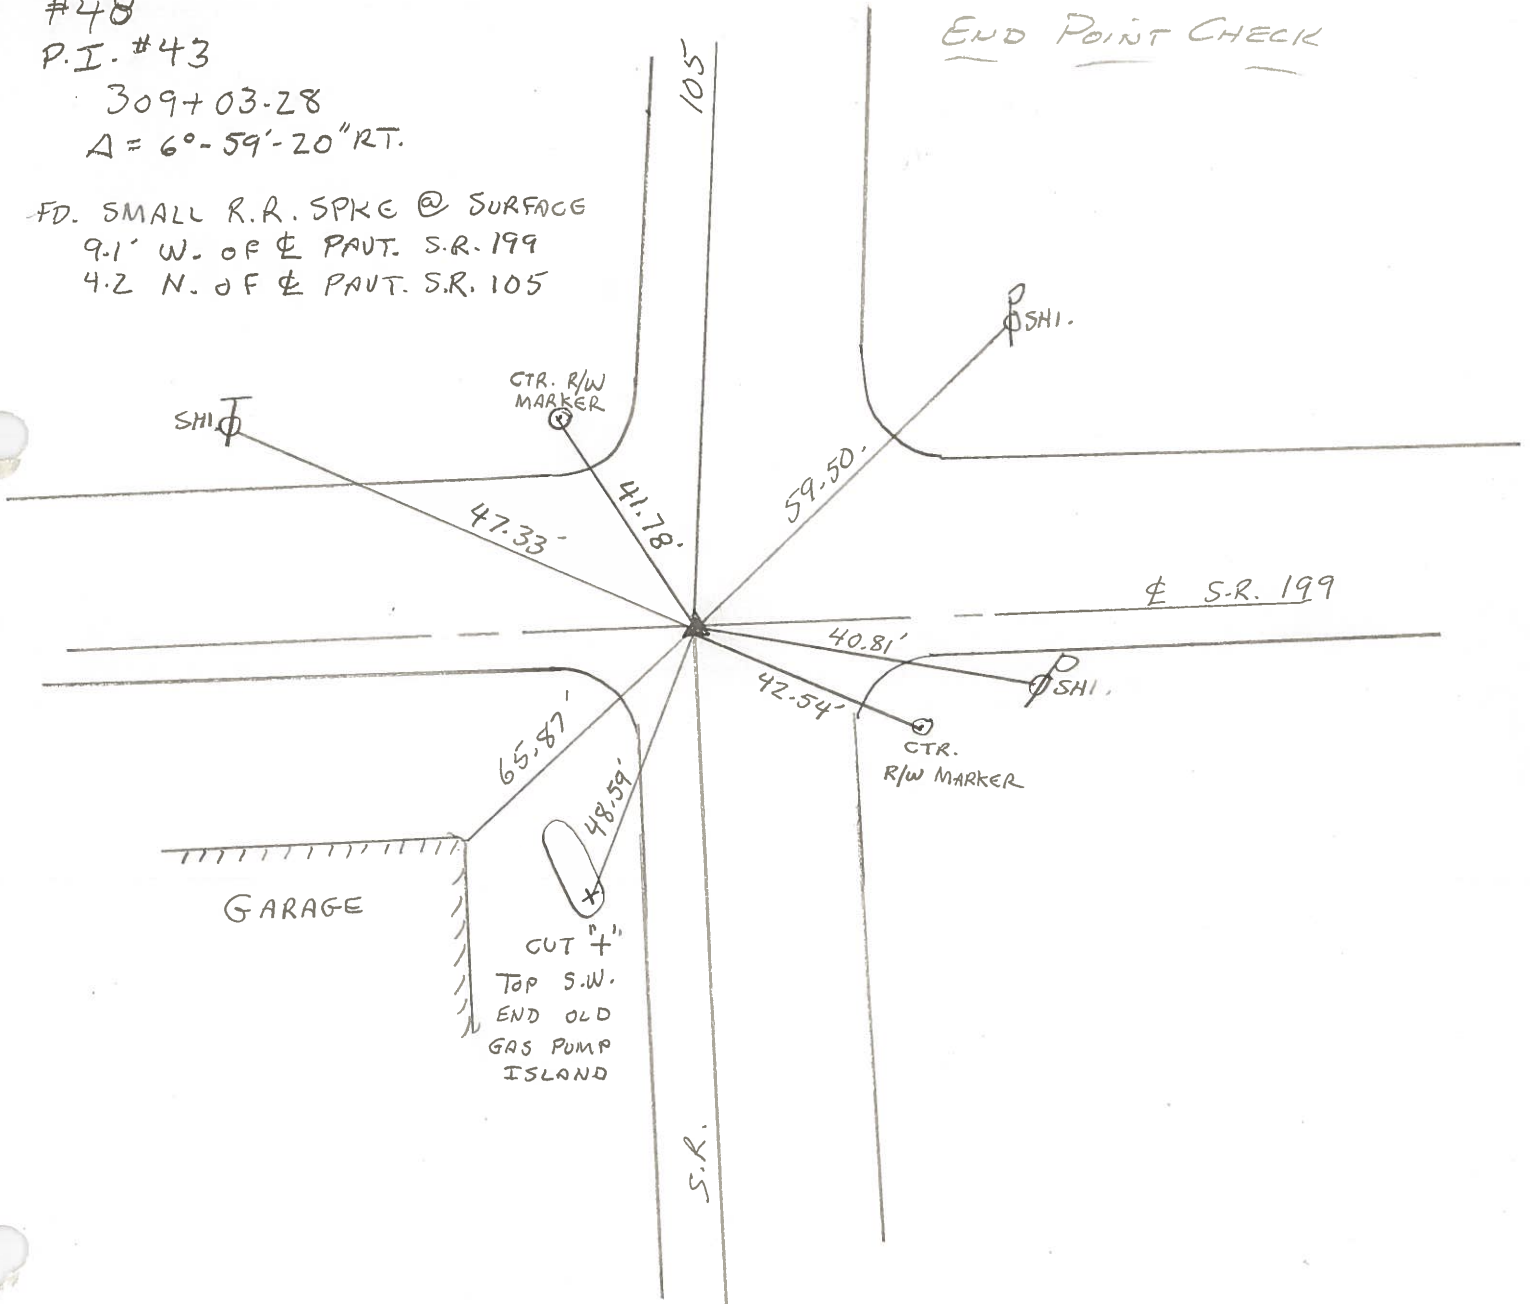 #48
P.I. #43
309+03.28
Δ = 6°-59'-20" RT.
FD. SMALL R.R. SPKE @ SURFACE
9.1' W. OF ℄ PAVT. S.R. 199
4.2 N. OF ℄ PAVT. S.R. 105
END POINT CHECK
105
SHI.
CTR. R/W
MARKER
SHI.
47.33'
41.78'
59.50'
℄ S.R. 199
40.81'
42.54'
SHI.
CTR.
R/W MARKER
65.87'
48.59'
GARAGE
CUT "+"
TOP S.W.
END OLD
GAS PUMP
ISLAND
S.R.